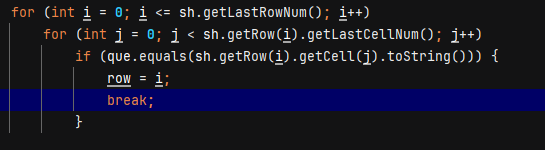 for (int i = 0; i <= sh.getLastRowNum(); i++)
for (int j = 0; j < sh.getRow(i).getLastCellNum(); j++)
if (que.equals(sh.getRow(i).getCell(j).toString())) {
row = i;
break;
}